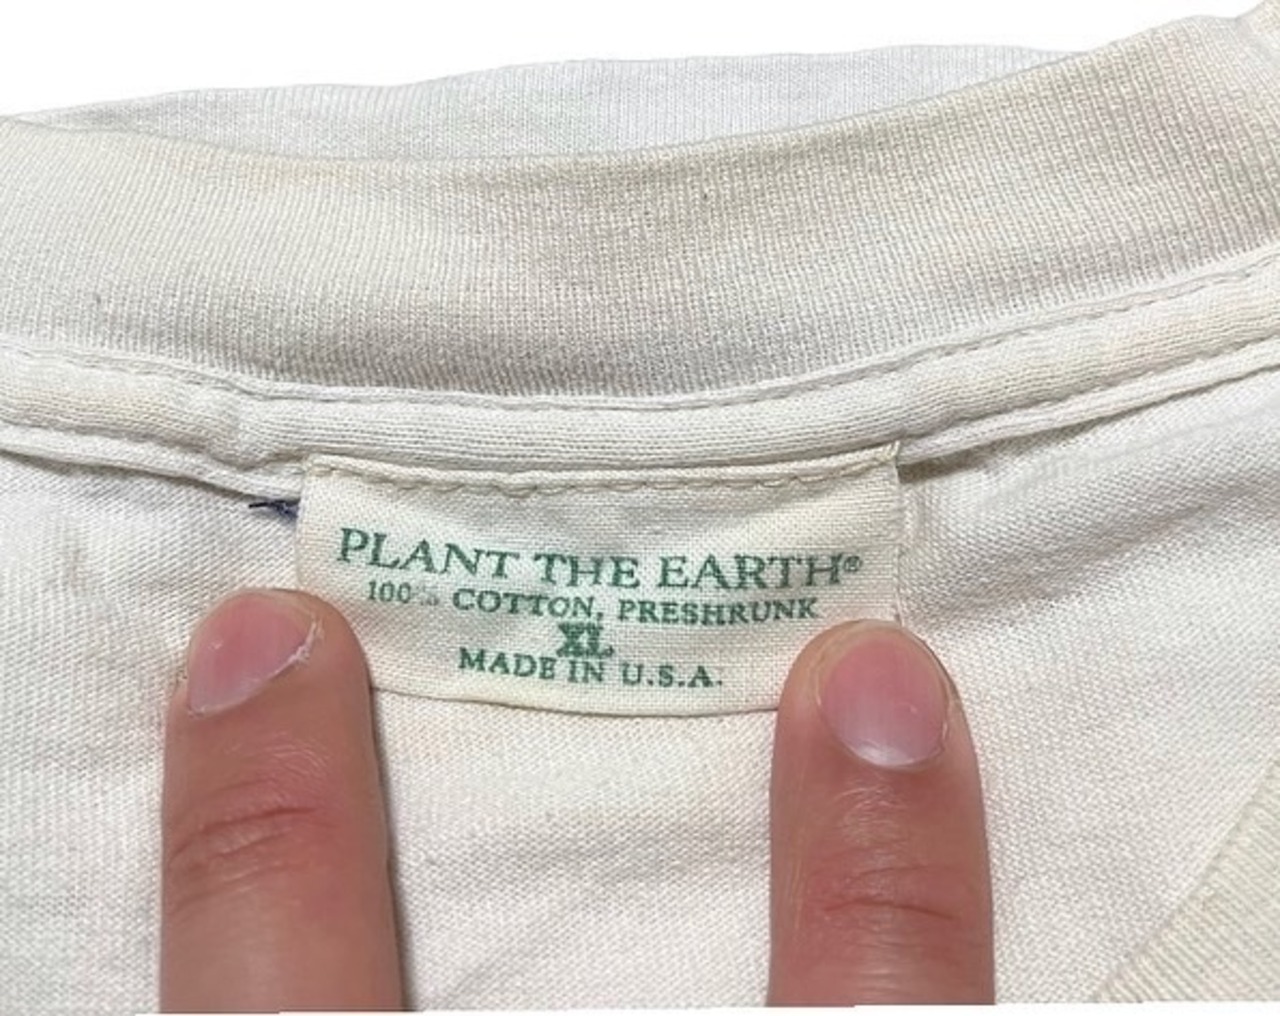 PLANT THE EARTH®
100% COTTON, PRESHRUNK
XL
MADE IN U.S.A.